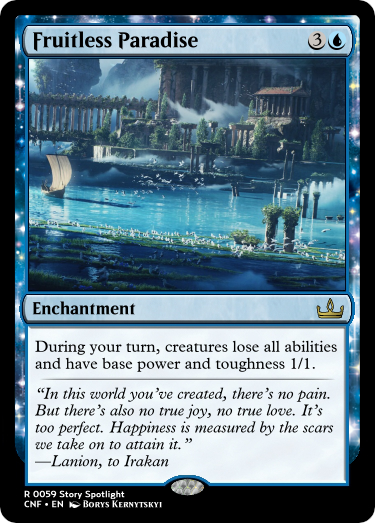 Fruitless Paradise 3
Enchantment
During your turn, creatures lose all abilities
and have base power and toughness 1/1.
“In this world you’ve created, there’s no pain.
But there’s also no true joy, no true love. It’s
too perfect. Happiness is measured by the scars
we take on to attain it.”
—Lanion, to Irakan
R 0059 Story Spotlight
CNF • EN Borys Kernytskyi